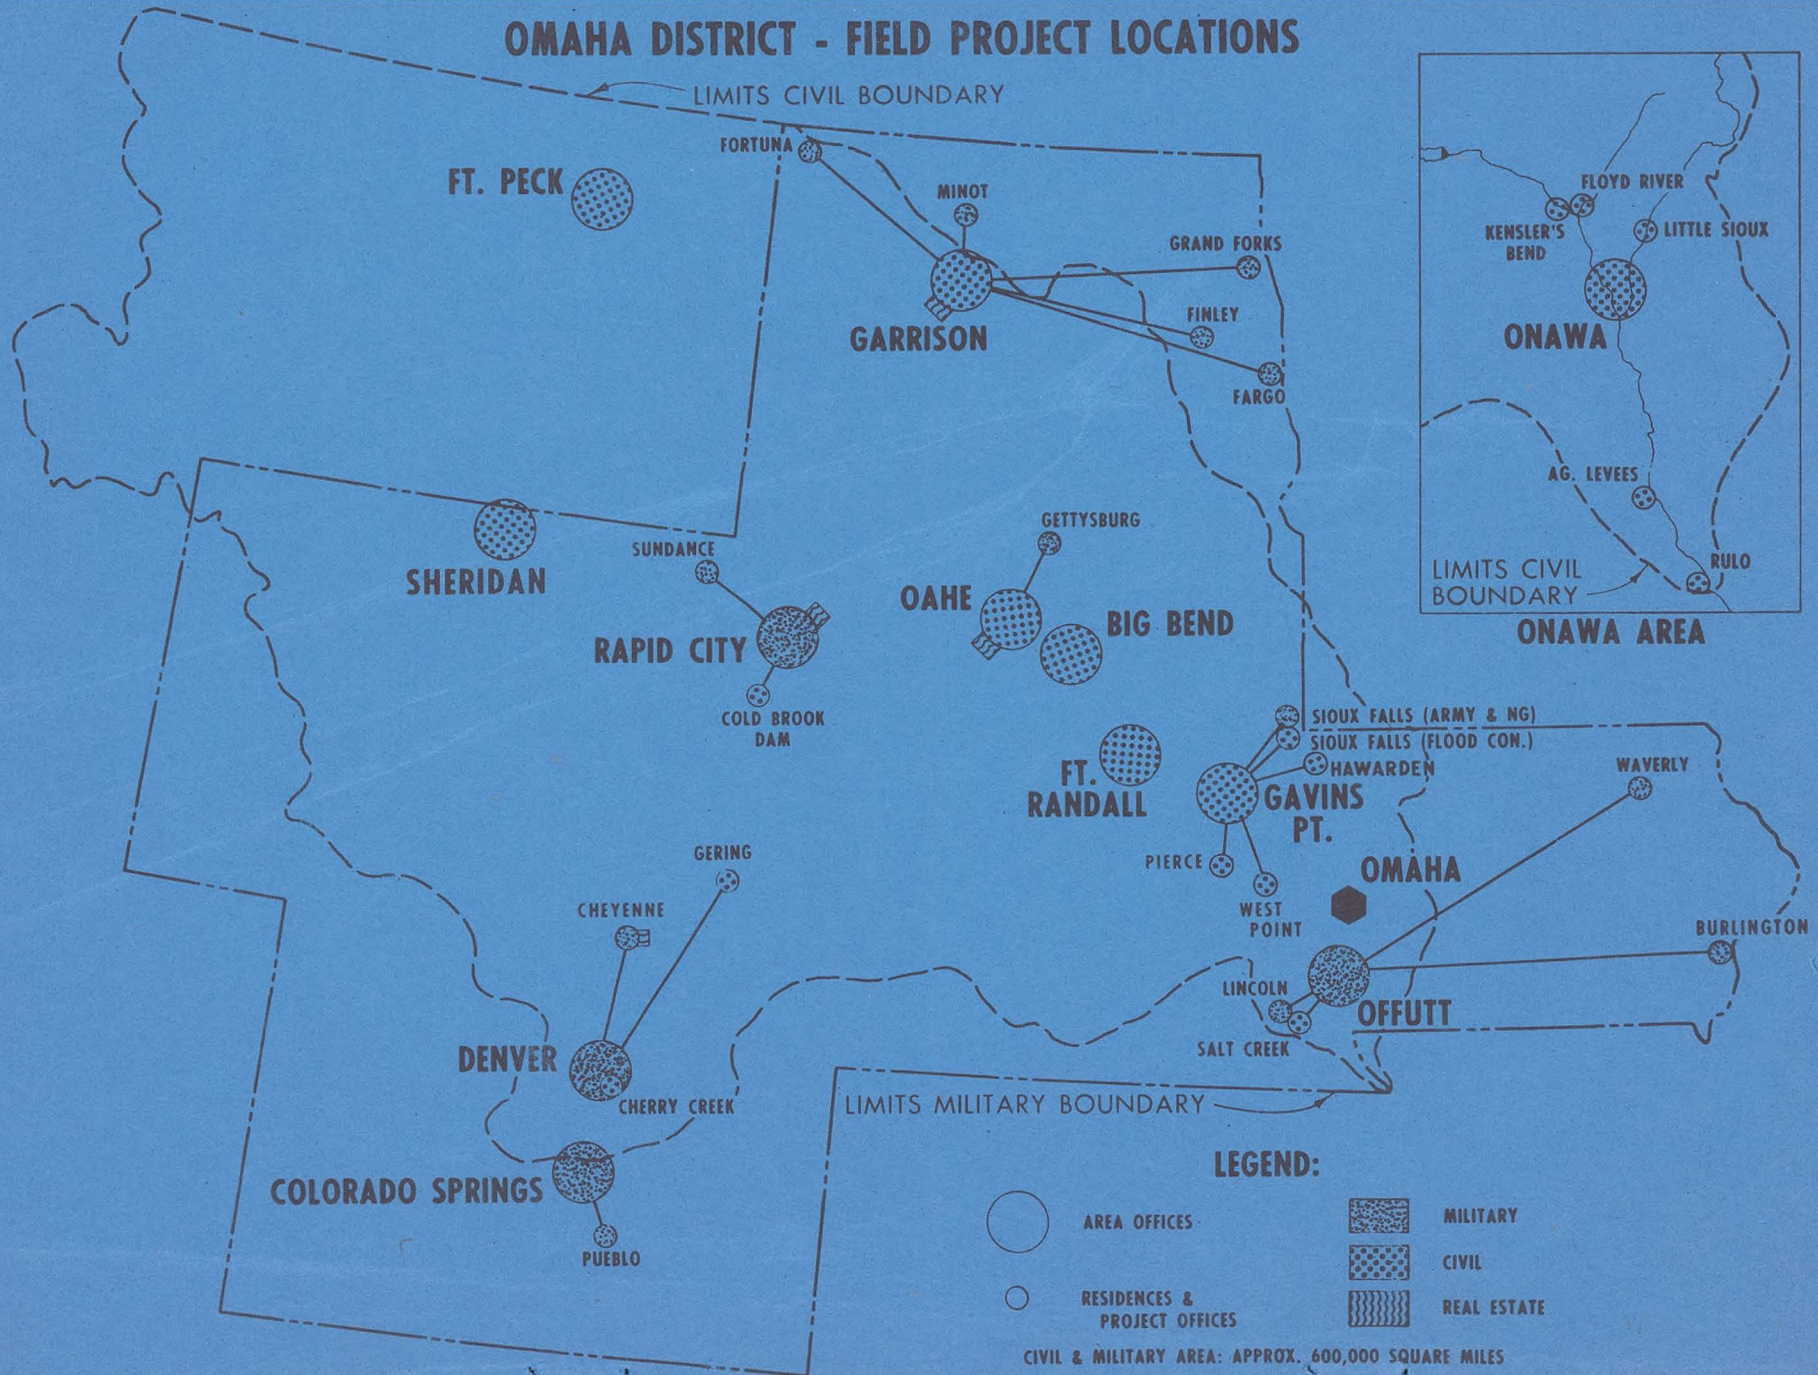 OMAHA DISTRICT - FIELD PROJECT LOCATIONS
LIMITS CIVIL BOUNDARY
FORTUNA
FT. PECK
MINOT
GRAND FORKS
FINLEY
GARRISON
FARGO
FLOYD RIVER
KENSLER'S
BEND
LITTLE SIOUX
ONAWA
AG. LEVEES
RULO
LIMITS CIVIL
BOUNDARY
ONAWA AREA
SHERIDAN
SUNDANCE
RAPID CITY
COLD BROOK
DAM
GETTYSBURG
OAHE
BIG BEND
SIOUX FALLS (ARMY & NG)
SIOUX FALLS (FLOOD CON.)
HAWARDEN
WAVERLY
FT.
RANDALL
GAVINS
PT.
PIERCE
WEST
POINT
OMAHA
BURLINGTON
GERING
CHEYENNE
LINCOLN
OFFUTT
SALT CREEK
DENVER
CHERRY CREEK
LIMITS MILITARY BOUNDARY
COLORADO SPRINGS
PUEBLO
LEGEND:
AREA OFFICES
MILITARY
CIVIL
RESIDENCES &
PROJECT OFFICES
REAL ESTATE
CIVIL & MILITARY AREA: APPROX. 600,000 SQUARE MILES